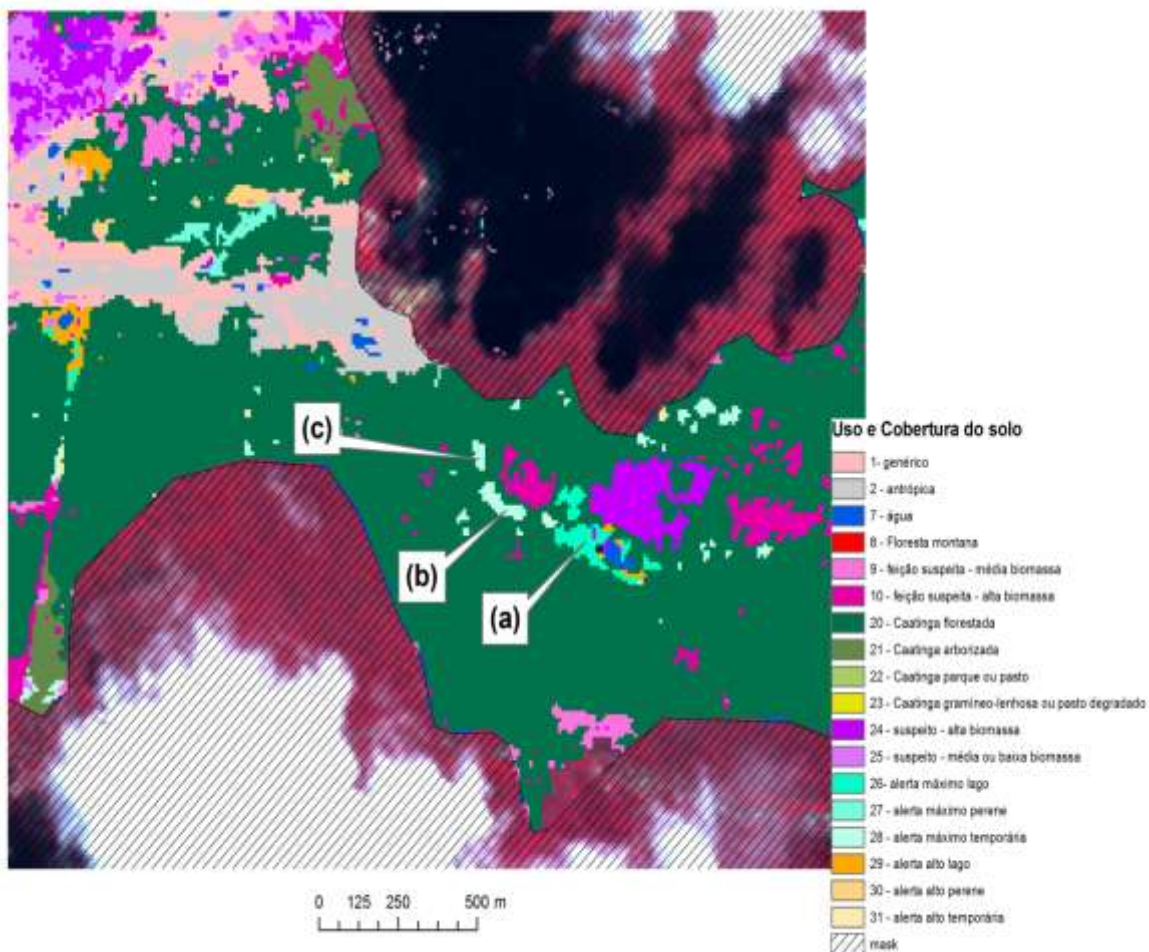 (c)
(b)
(a)
Uso e Cobertura do solo
1- genérico
2 - antrópica
7 - água
8 - Floresta montana
9 - feição suspeita - média biomassa
10 - feição suspeita - alta biomassa
20 - Caatinga florestada
21 - Caatinga arborizada
22 - Caatinga parque ou pasto
23 - Caatinga gramíneo-lenhosa ou pasto degradado
24 - suspeito - alta biomassa
25 - suspeito - média ou baixa biomassa
26- alerta máximo lago
27 - alerta máximo perene
28 - alerta máximo temporária
29 - alerta alto lago
30 - alerta alto perene
31 - alerta alto temporária
mask
0 125 250 500 m